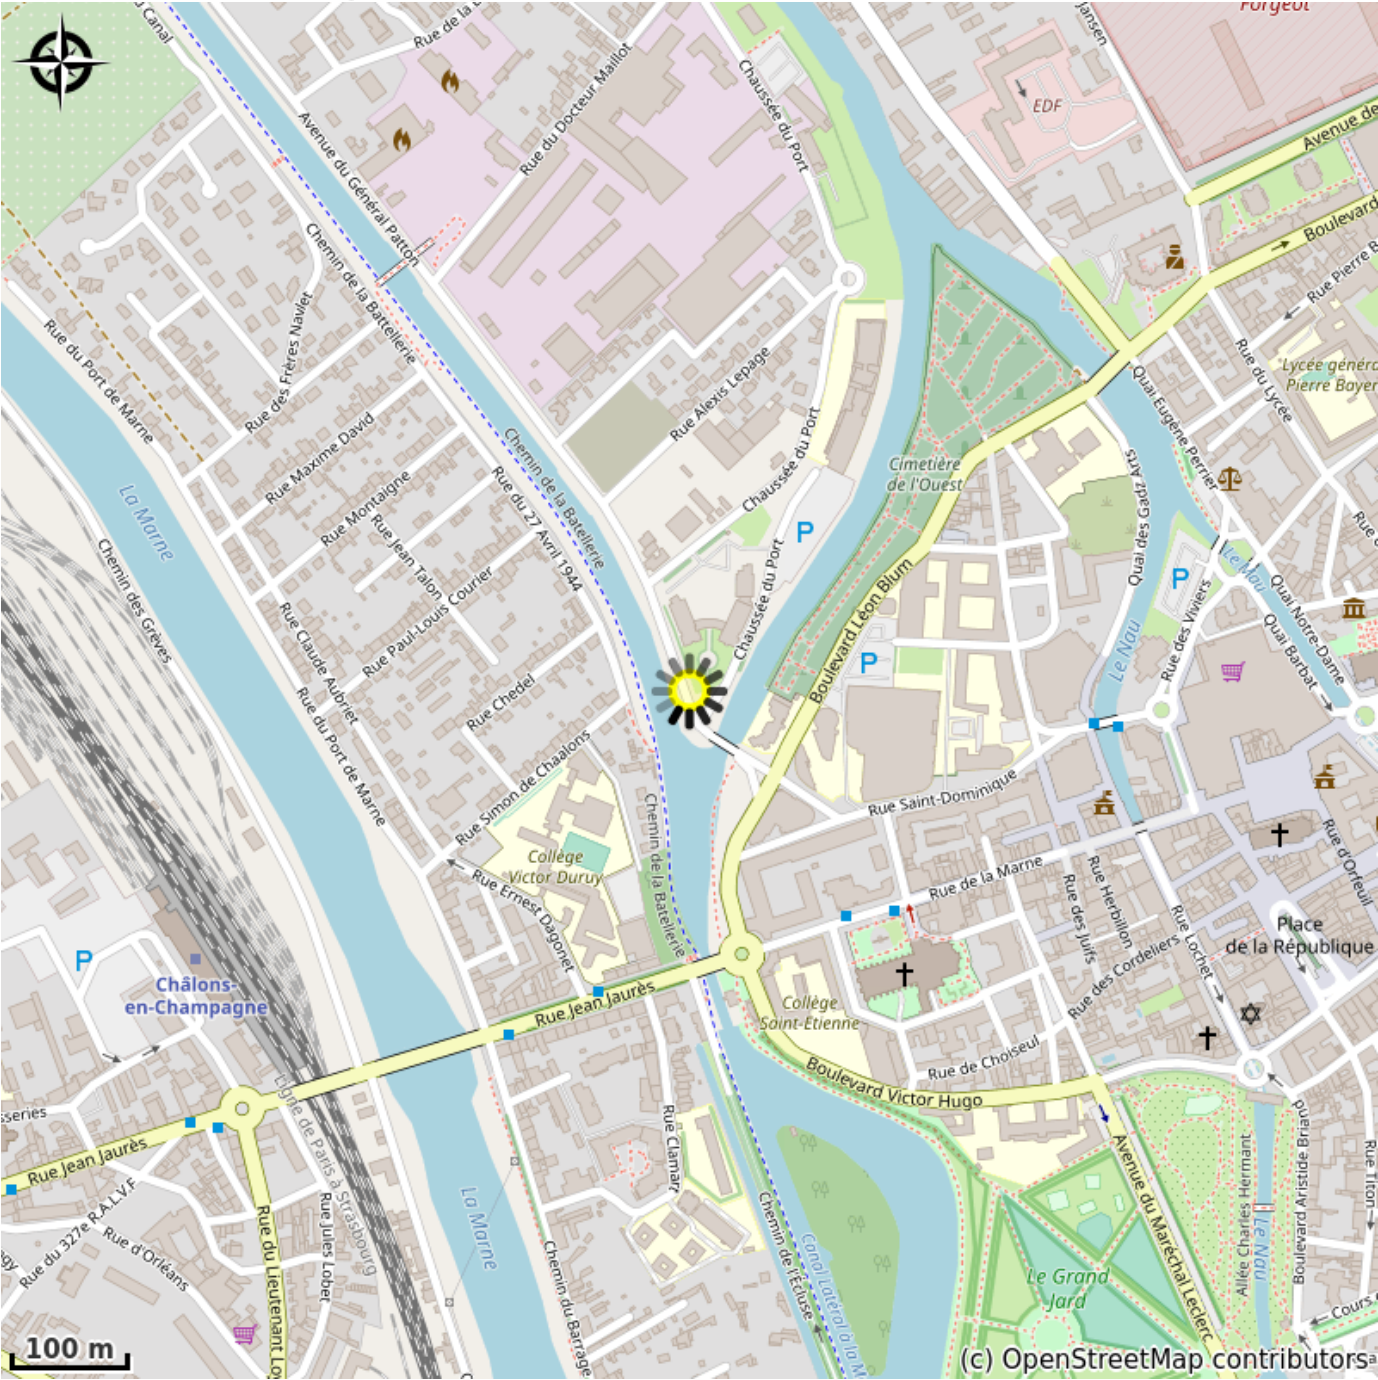 Canal
Rue de la
Jansen
Forgeot
EDF
Avenue de
Chaussée du Port
Rue du Docteur Maillot
Avenue du Général Patton
Boulevard
Rue Pierre B
Chemin de la Battellerie
Rue des Frères Navlet
Rue du Port de Marne
Rue du Lycée
Lycée généra
Pierre Bayer
Quai Eugène Perrier
Rue Alexis Lepage
Rue Maxime David
Chemin de la Batellerie
Chaussée du Port
Cimetière
de l'Ouest
Quai des Gadz Arts
La Marne
Rue Montaigne
Rue du 27 Avril 1944
Rue Jean Talon
Rue Paul-Louis Courier
P
Chemin des Grèves
Chaussée du Port
Boulevard Léon Blum
P
Le Nau
Quai Notre-Dame
Quai Barbat
Rue des Viviers
Le Nau
Rue Claude Aubriet
Rue du Port de Marne
Rue Chedel
P
Rue Simon de Chaalons
Chemin de la Batellerie
Rue Saint-Dominique
Collège
Victor Duruy
Rue Ernest Dagonet
Rue de la Marne
Rue Herbillon
Rue des Juifs
Rue d'Orfeuil
Place
de la République
Rue Lochet
Rue des Cordeliers
P
Châlons-
en-Champagne
Rue Jean Jaurès
Collège
Saint-Etienne
Rue de Choiseul
Boulevard Victor Hugo
sseries
Ligne de Paris à Strasbourg
Rue Clamart
Rue Jean Jaurès
Avenue du Maréchal Leclerc
Allée Charles Hermant
Le Nau
Boulevard Aristide Briand
Rue Titon
Rue du 327e R.A.L.V.F
Rue d'Orléans
Rue Jules Lobet
Rue du Lieutenant Lo
La Marne
Chemin du Barrage
Chemin de l'Écluse
Canal Latéral à la M
Le Grand
Jard
Cours
100 m
(c) OpenStreetMap contributors